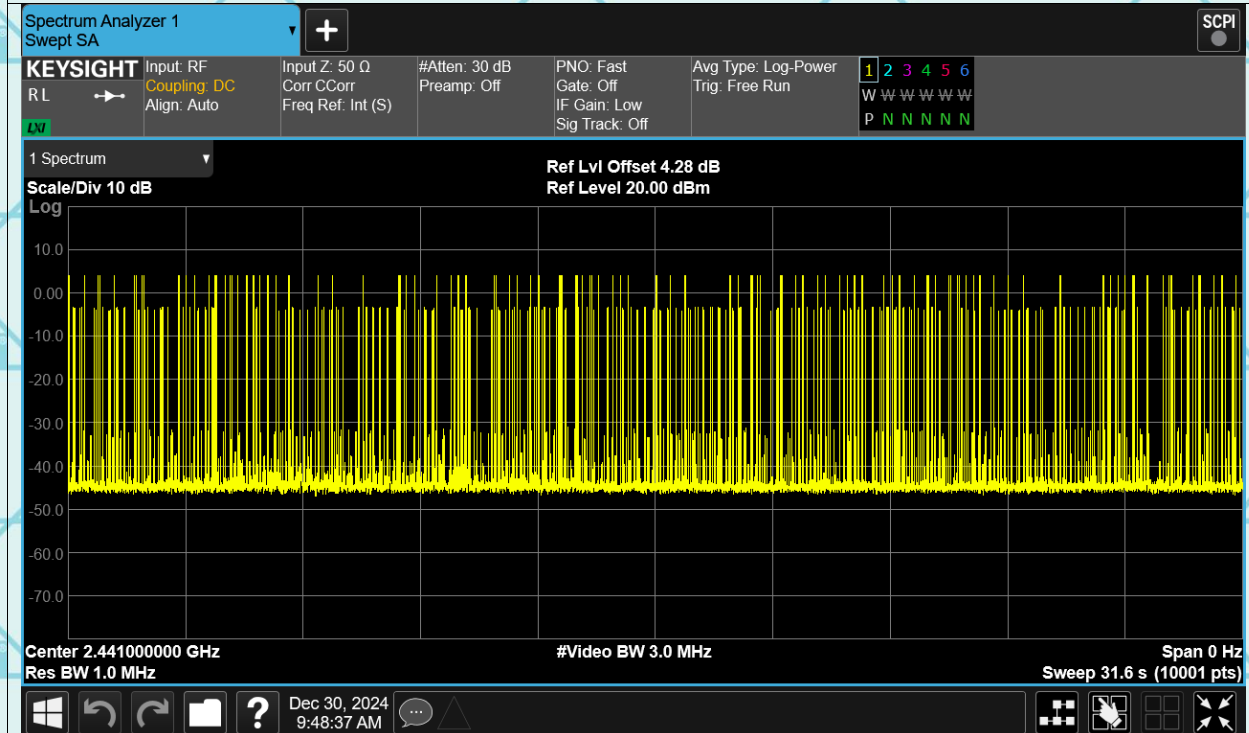 Spectrum Analyzer 1
Swept SA
+
SCPI
KEYSIGHT
RL
LXI
Input: RF
Coupling: DC
Align: Auto
Input Z: 50 Ω
Corr CCorr
Freq Ref: Int (S)
#Atten: 30 dB
Preamp: Off
PNO: Fast
Gate: Off
IF Gain: Low
Sig Track: Off
Avg Type: Log-Power
Trig: Free Run
1 2 3 4 5 6
W W W W W W
P N N N N N
1 Spectrum
Scale/Div 10 dB
Log
Ref Lvl Offset 4.28 dB
Ref Level 20.00 dBm
10.0
0.00
-10.0
-20.0
-30.0
-40.0
-50.0
-60.0
-70.0
Center 2.441000000 GHz
Res BW 1.0 MHz
#Video BW 3.0 MHz
Span 0 Hz
Sweep 31.6 s (10001 pts)
?
Dec 30, 2024
9:48:37 AM